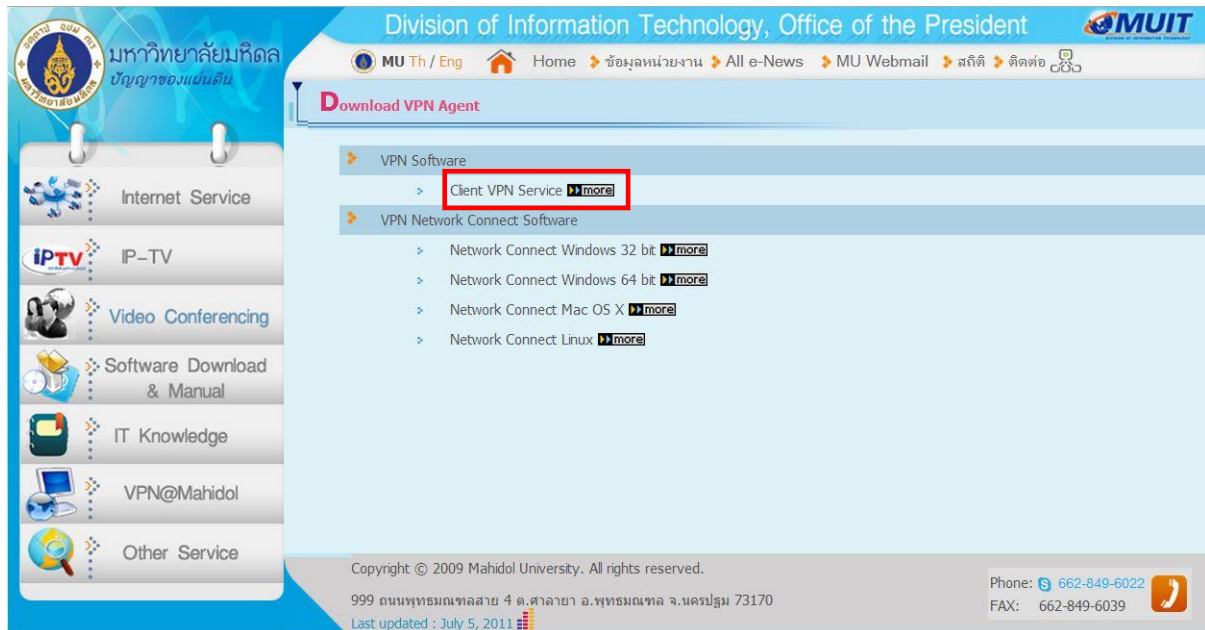 Division of Information Technology, Office of the President
MUIT
มหาวิทยาลัยมหิดล
ปัญญาของแผ่นดิน
MU Th / Eng Home ข้อมูลหน่วยงาน All e-News MU Webmail สถิติ ติดต่อ
Download VPN Agent
VPN Software
Client VPN Service more
VPN Network Connect Software
Network Connect Windows 32 bit more
Network Connect Windows 64 bit more
Network Connect Mac OS X more
Network Connect Linux more
Internet Service
iPTV
IP-TV
Video Conferencing
Software Download
& Manual
IT Knowledge
VPN@Mahidol
Other Service
Copyright © 2009 Mahidol University. All rights reserved.
999 ถนนพุทธมณฑลสาย 4 ต.ศาลายา อ.พุทธมณฑล จ.นครปฐม 73170
Last updated : July 5, 2011
Phone: 662-849-6022
FAX: 662-849-6039